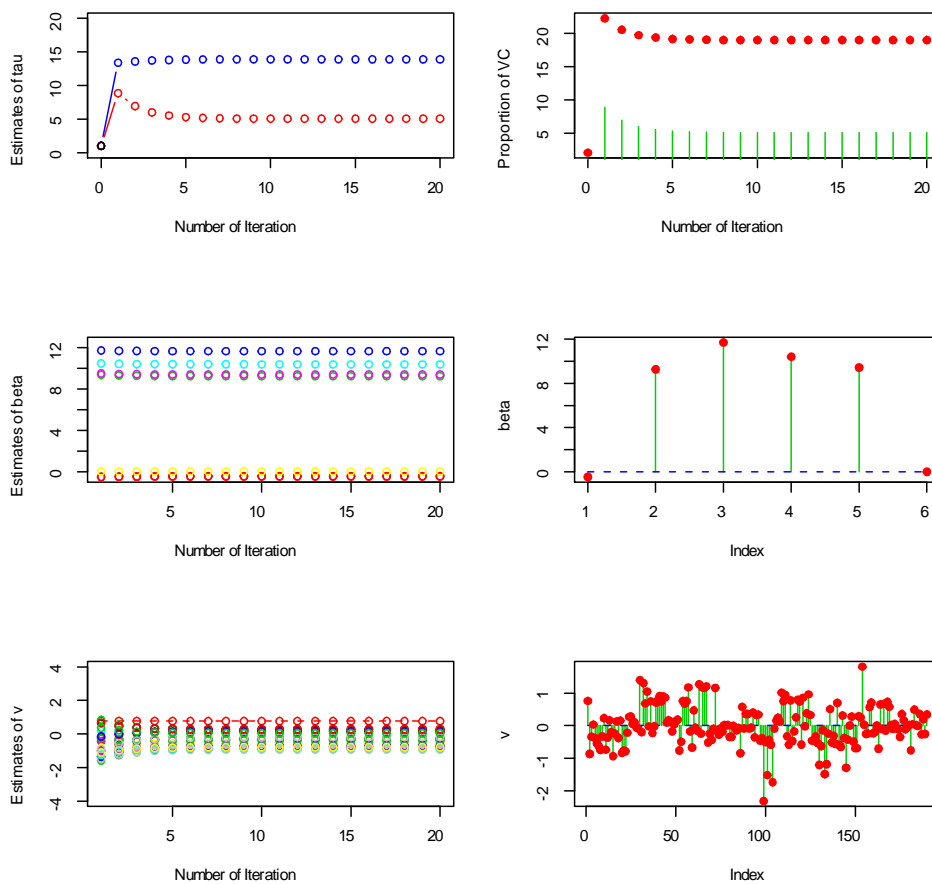 Estimates of tau
0 5 10 15 20
0 5 10 15 20
Number of Iteration
Proportion of VC
5 10 15 20
0 5 10 15 20
Number of Iteration
Estimates of beta
0 4 8 12
5 10 15 20
Number of Iteration
beta
0 4 8 12
1 2 3 4 5 6
Index
Estimates of v
-4 -2 0 2 4
5 10 15 20
Number of Iteration
v
-2 -1 0 1
0 50 100 150
Index